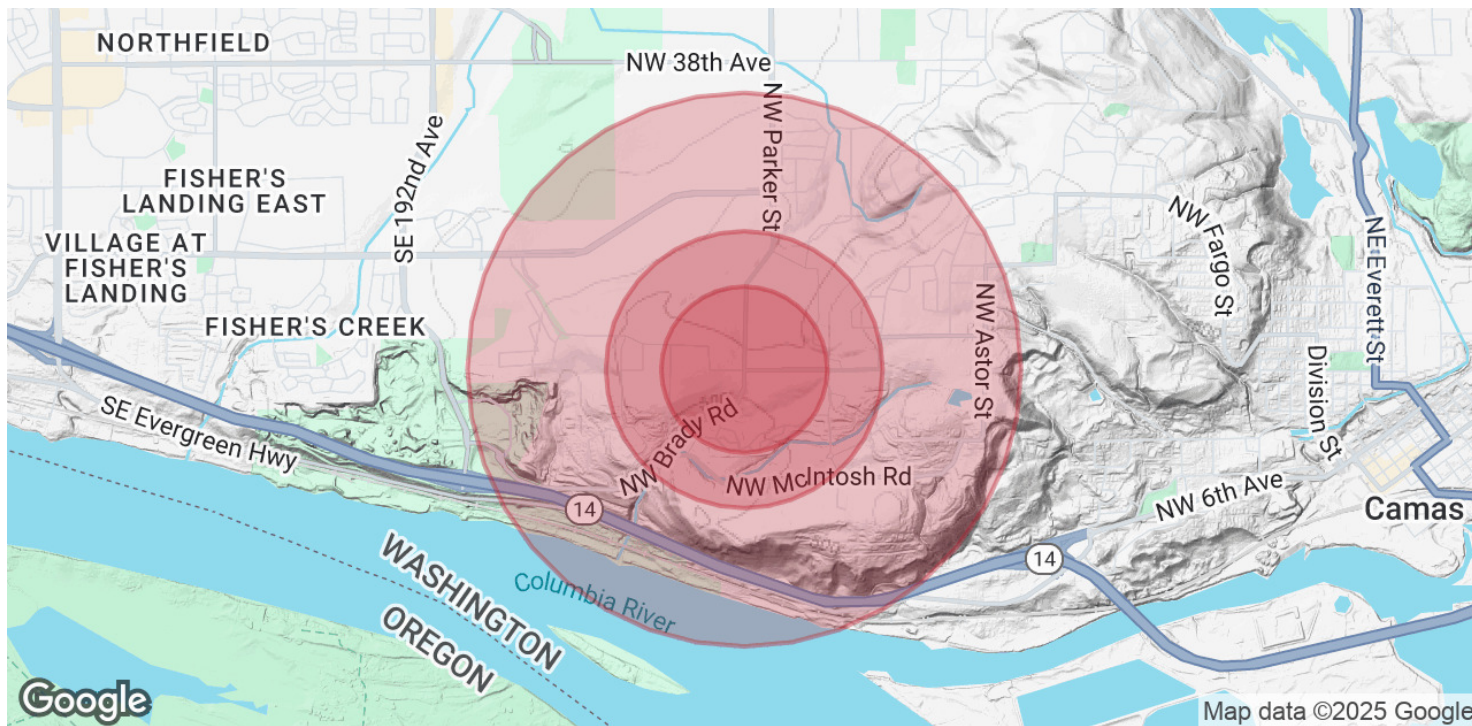 NORTHFIELD
NW 38th Ave
NW Parker St
SE 192nd Ave
FISHER'S
LANDING EAST
VILLAGE AT
FISHER'S
LANDING
NW Fargo St
NE Everett St
FISHER'S CREEK
NW Astor St
Division St
SE Evergreen Hwy
NW Brady Rd
NW McIntosh Rd
14
NW 6th Ave
Camas
14
WASHINGTON
OREGON
Columbia River
Google
Map data ©2025 Google